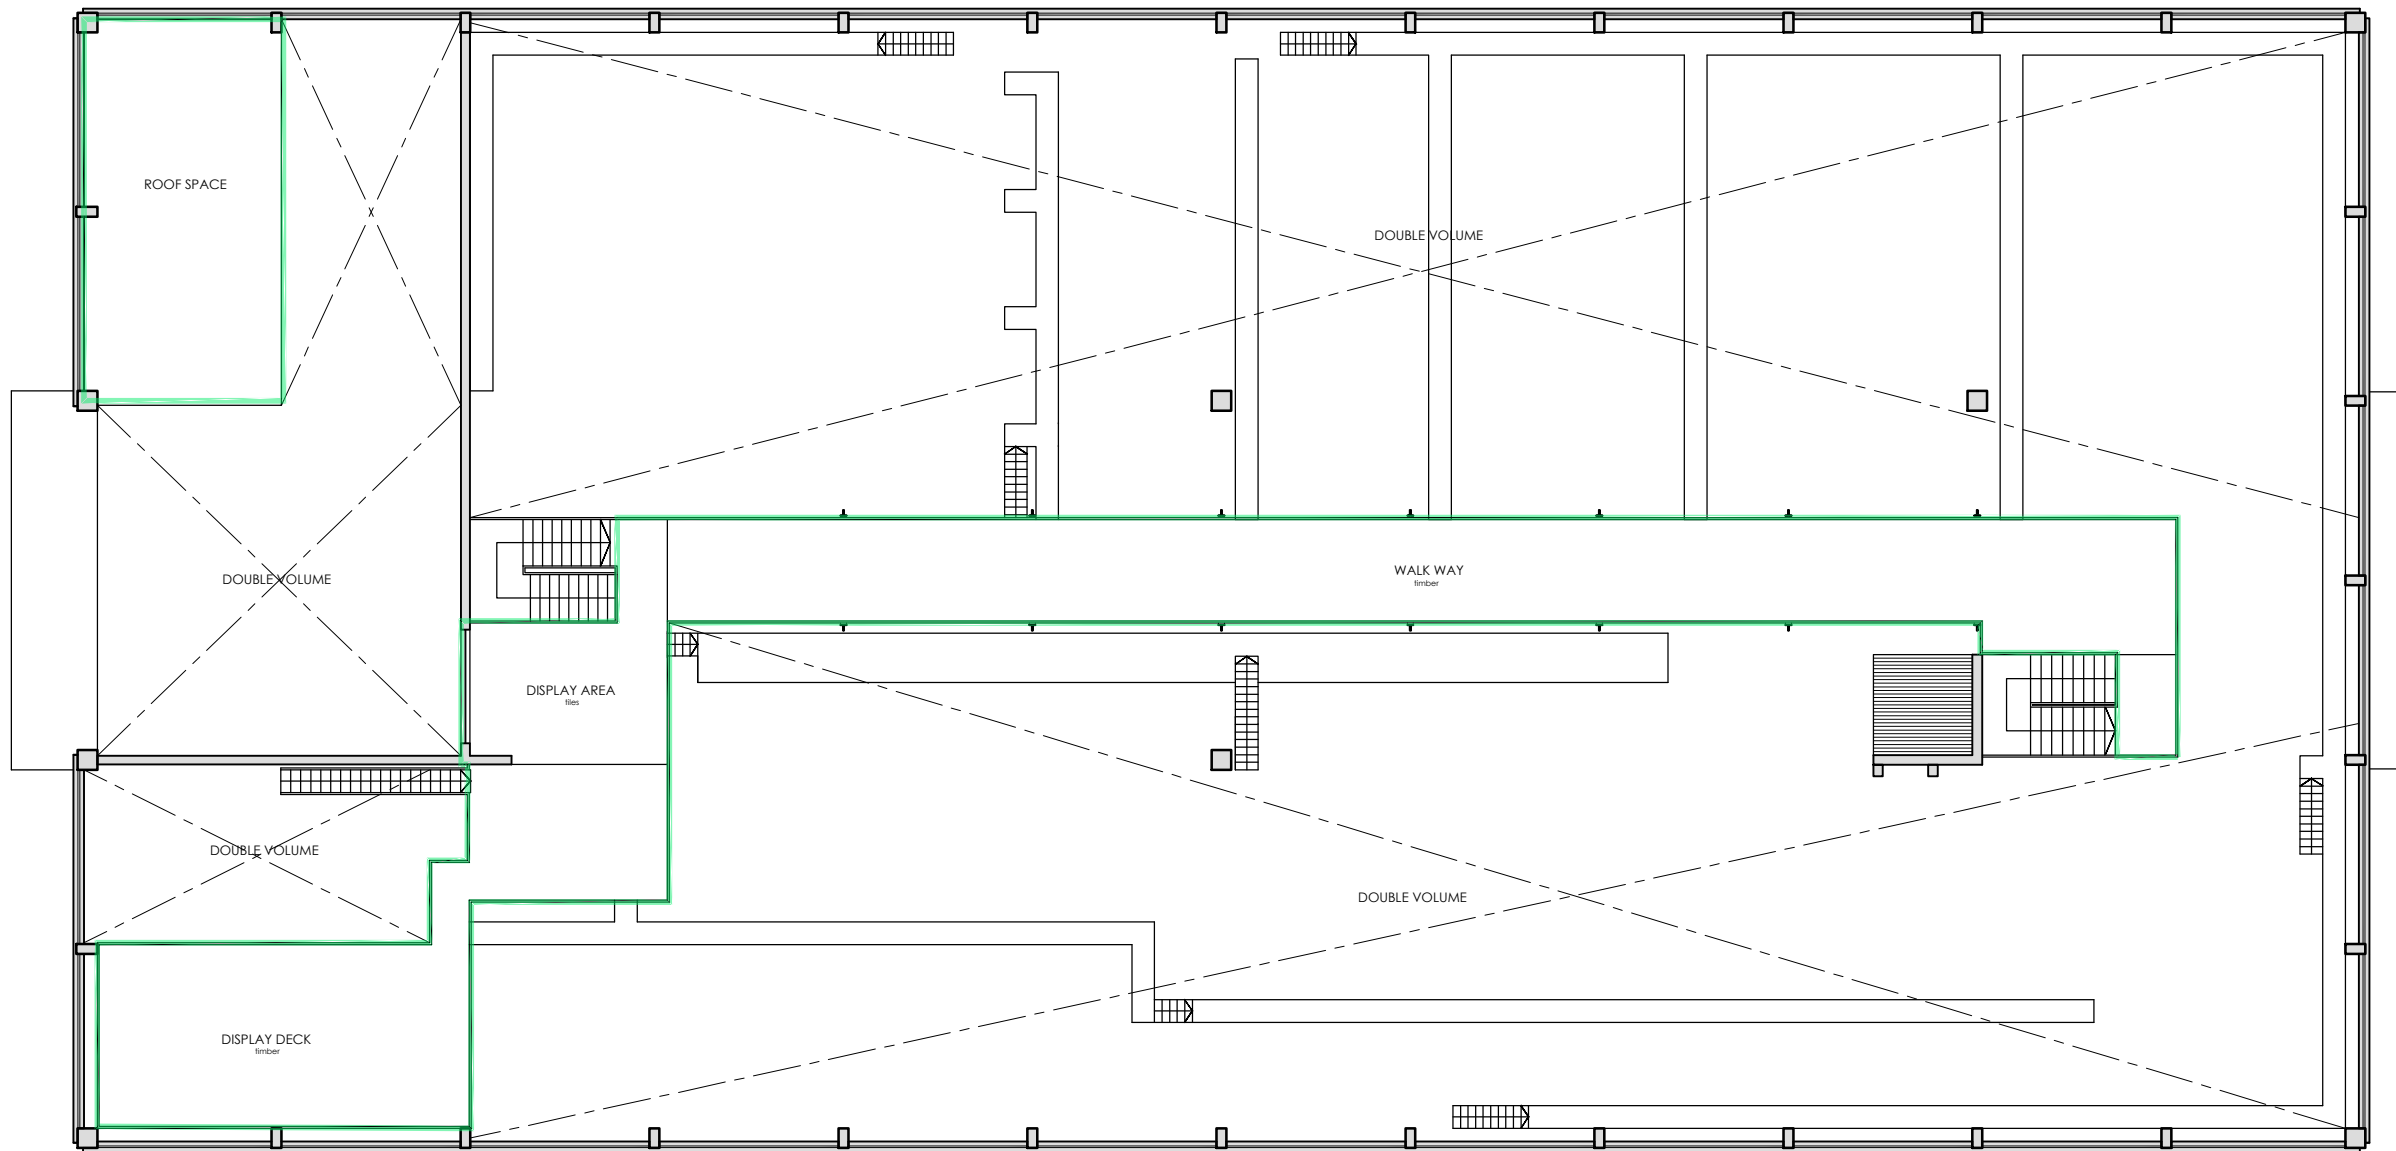 ROOF SPACE
DOUBLE VOLUME
DOUBLE VOLUME
WALK WAY
timber
DISPLAY AREA
tiles
DOUBLE VOLUME
DOUBLE VOLUME
DISPLAY DECK
timber